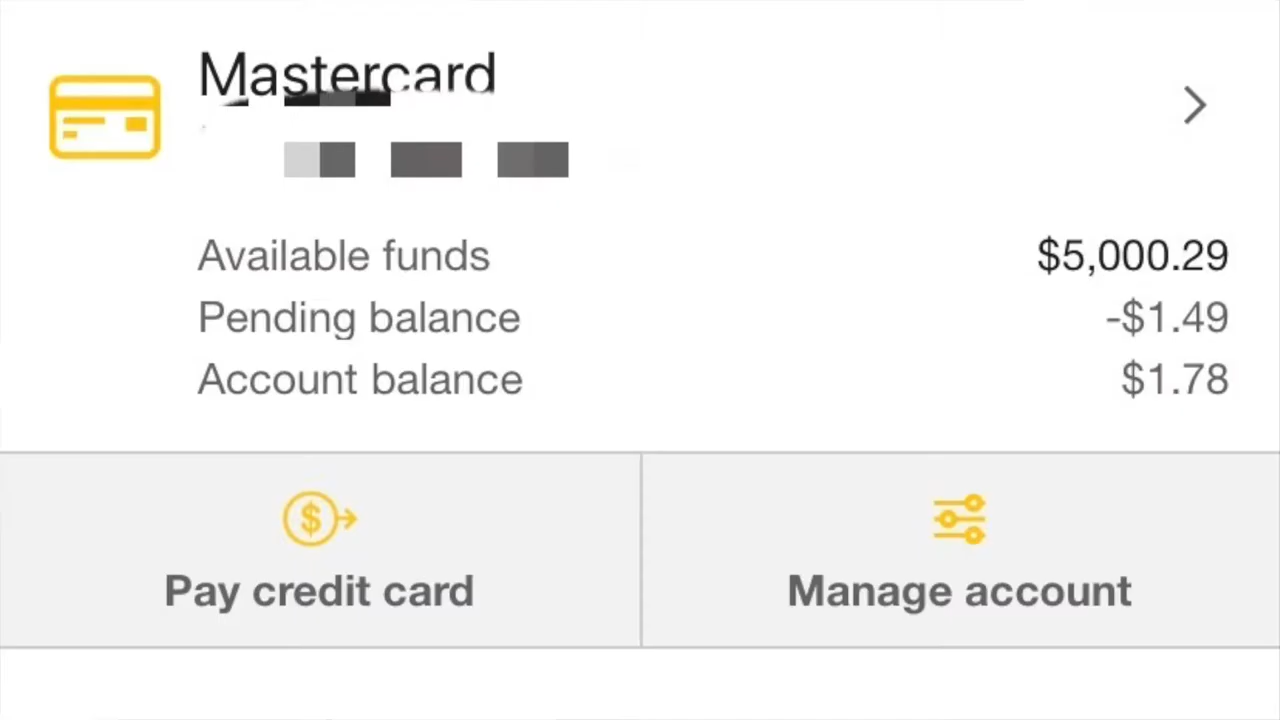 Mastercard
Available funds $5,000.29
Pending balance -$1.49
Account balance $1.78
Pay credit card Manage account